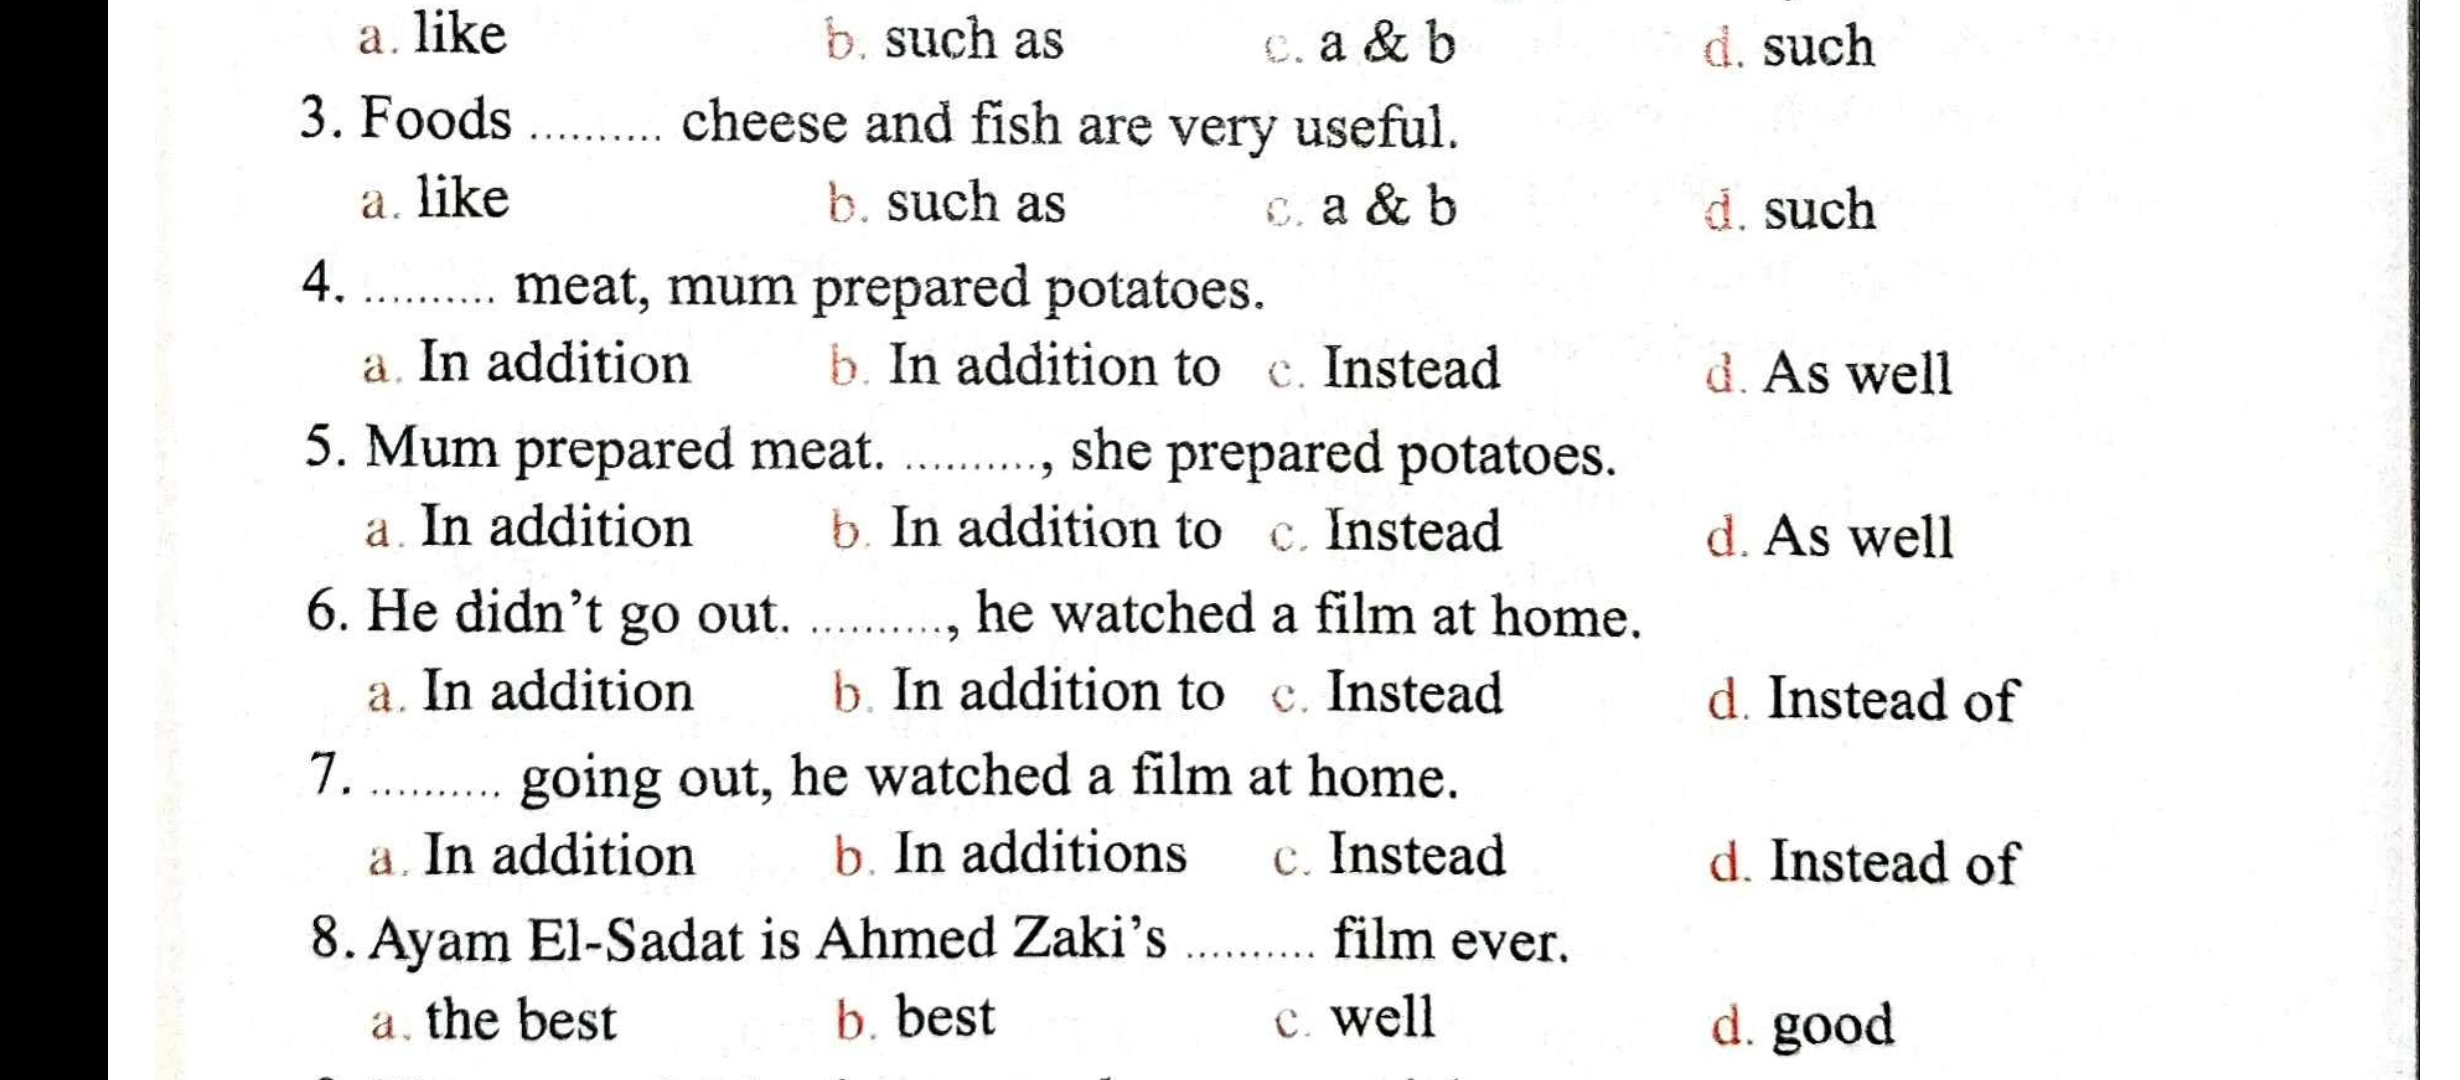 a. like b. such as c. a & b d. such
3. Foods .......... cheese and fish are very useful.
a. like b. such as c. a & b d. such
4. .......... meat, mum prepared potatoes.
a. In addition b. In addition to c. Instead d. As well
5. Mum prepared meat. .........., she prepared potatoes.
a. In addition b. In addition to c. Instead d. As well
6. He didn't go out. .........., he watched a film at home.
a. In addition b. In addition to c. Instead d. Instead of
7. .......... going out, he watched a film at home.
a. In addition b. In additions c. Instead d. Instead of
8. Ayam El-Sadat is Ahmed Zaki's .......... film ever.
a. the best b. best c. well d. good